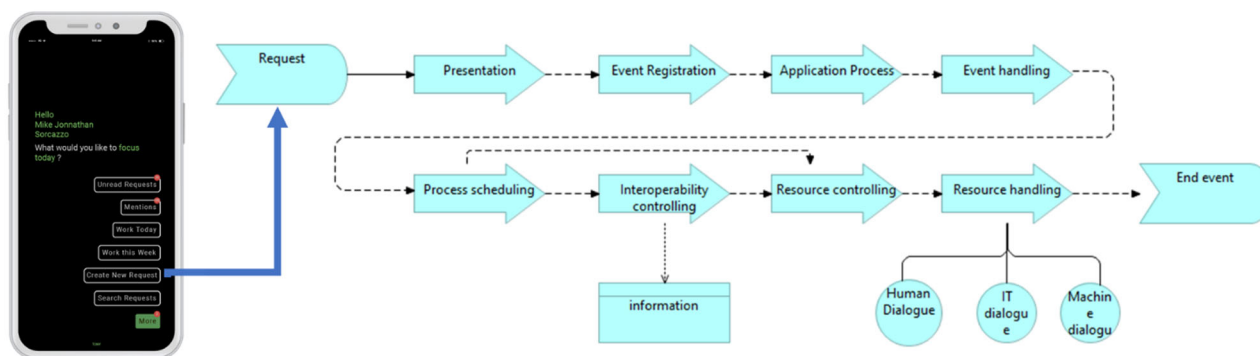 Hello
Mike Jonnathan
Sorcazzo
What would you like to focus
today ?
Unread Requests
Mentions
Work Today
Work this Week
Create New Request
Search Requests
More
Request
Presentation
Event Registration
Application Process
Event handling
Process scheduling
Interoperability
controlling
Resource controlling
Resource handling
End event
information
Human
Dialogue
IT
dialogu
e
Machin
e
dialogu